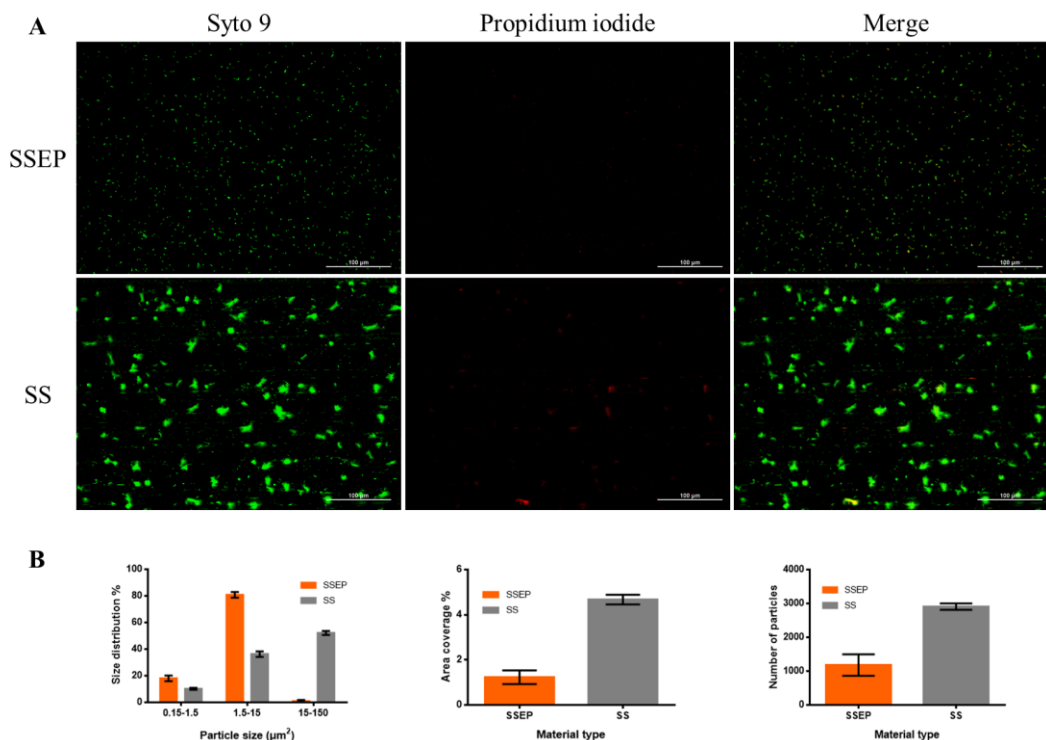 A
Syto 9
Propidium iodide
Merge
SSEP
100 µm
100 µm
100 µm
SS
100 µm
100 µm
100 µm
B
Size distribution %
100
80
60
40
20
0
SSEP
SS
0.15-1.5
1.5-15
15-150
Particle size (µm²)
Area coverage %
6
4
2
0
SSEP
SS
SSEP
SS
Material type
Number of particles
4000
3000
2000
1000
0
SSEP
SS
SSEP
SS
Material type